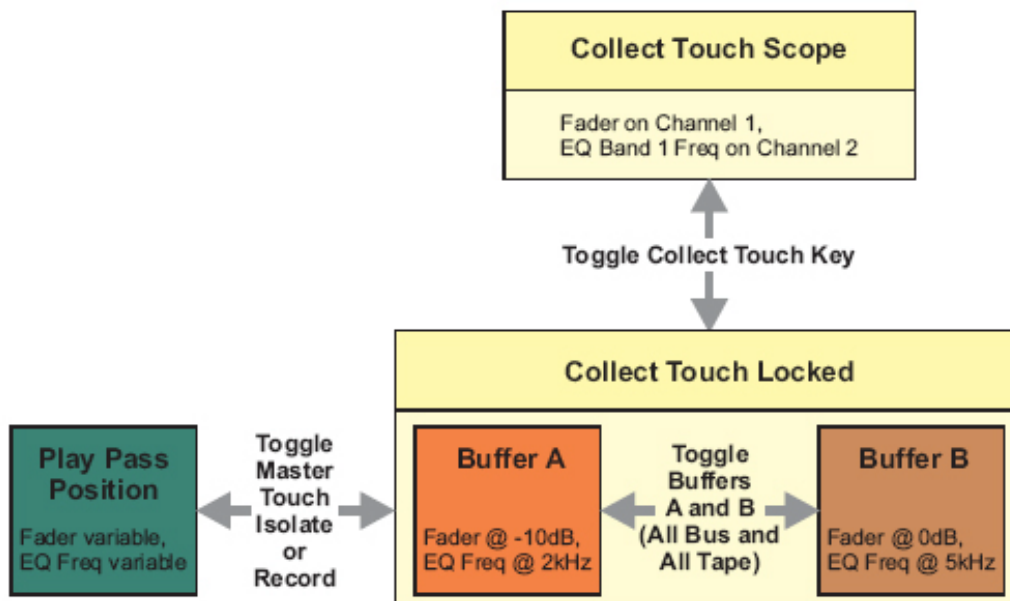 Collect Touch Scope
Fader on Channel 1,
EQ Band 1 Freq on Channel 2
Toggle Collect Touch Key
Collect Touch Locked
Play Pass
Position
Fader variable,
EQ Freq variable
Toggle
Master
Touch
Isolate
or
Record
Buffer A
Fader @ -10dB,
EQ Freq @ 2kHz
Toggle
Buffers
A and B
(All Bus and
All Tape)
Buffer B
Fader @ 0dB,
EQ Freq @ 5kHz